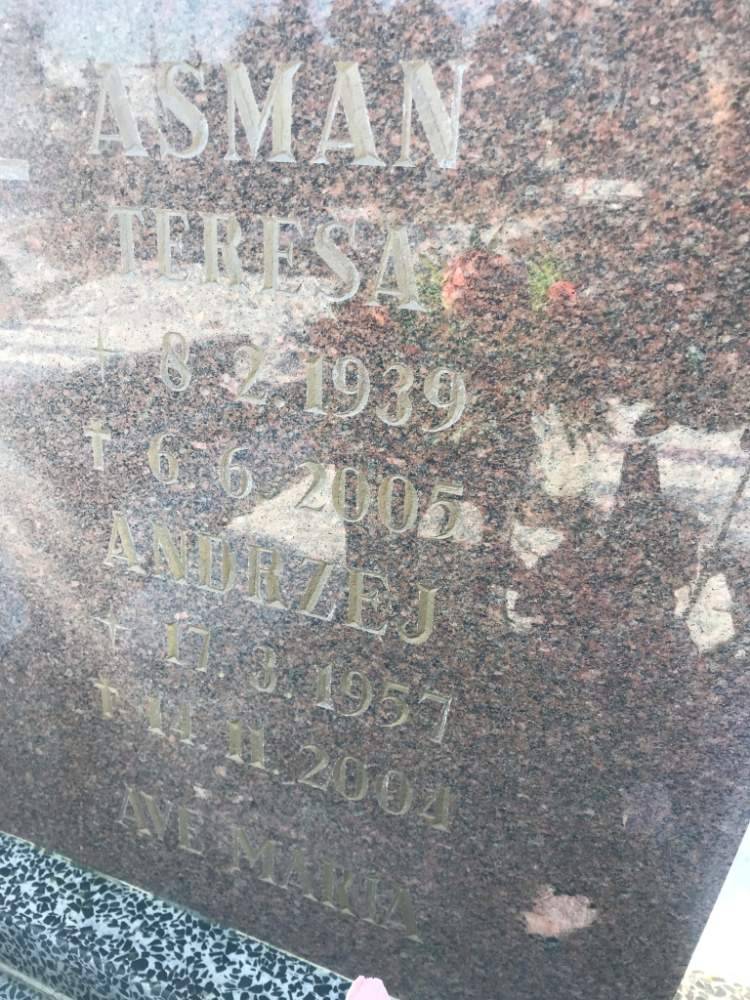 ASMAN
TERESA
* 8. 2. 1939
† 6. 6. 2005
ANDRZEJ
* 17. 3. 1957
† 14. 11. 2004
AVE MARIA